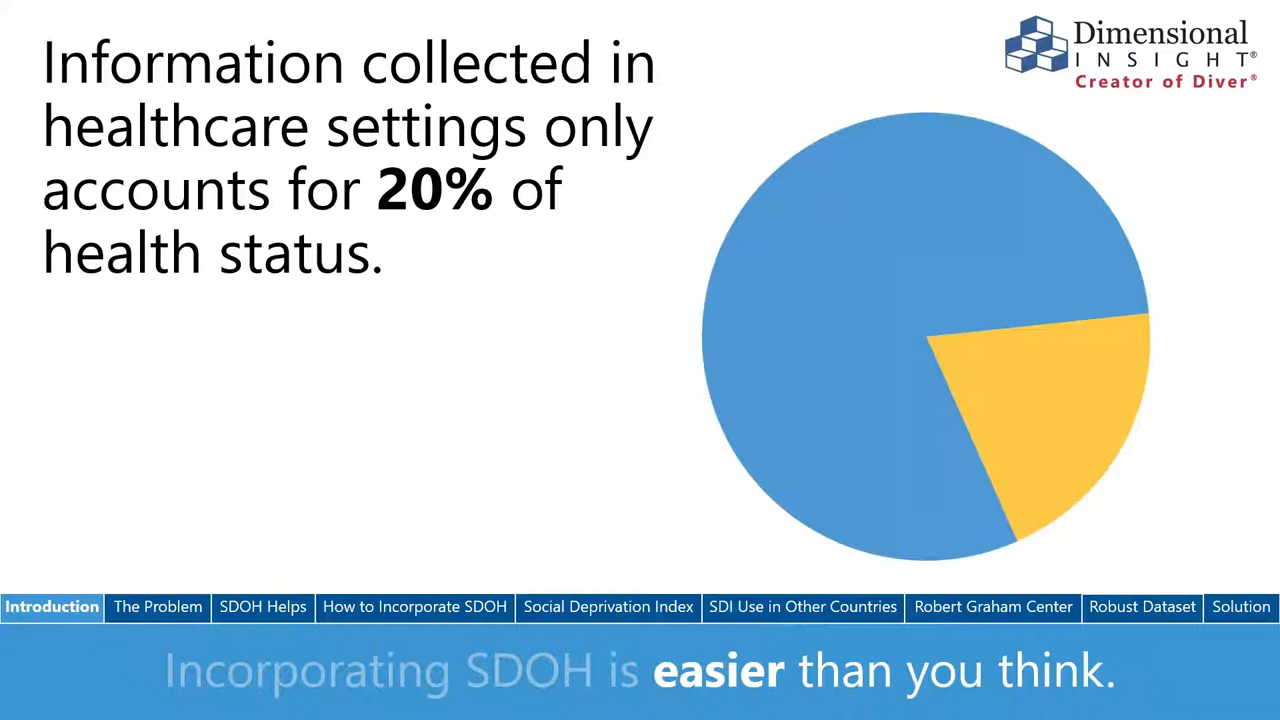 Information collected in
healthcare settings only
accounts for 20% of
health status.
Dimensional
INSIGHT®
Creator of Diver®
Introduction
The Problem
SDOH Helps
How to Incorporate SDOH
Social Deprivation Index
SDI Use in Other Countries
Robert Graham Center
Robust Dataset
Solution
Incorporating SDOH is easier than you think.